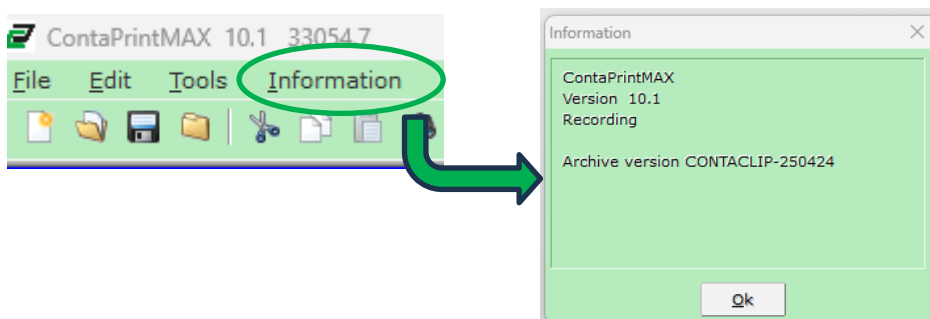 ContaPrintMAX 10.1 33054.7
File Edit Tools Information
Information
ContaPrintMAX
Version 10.1
Recording
Archive version CONTACLIP-250424
Ok